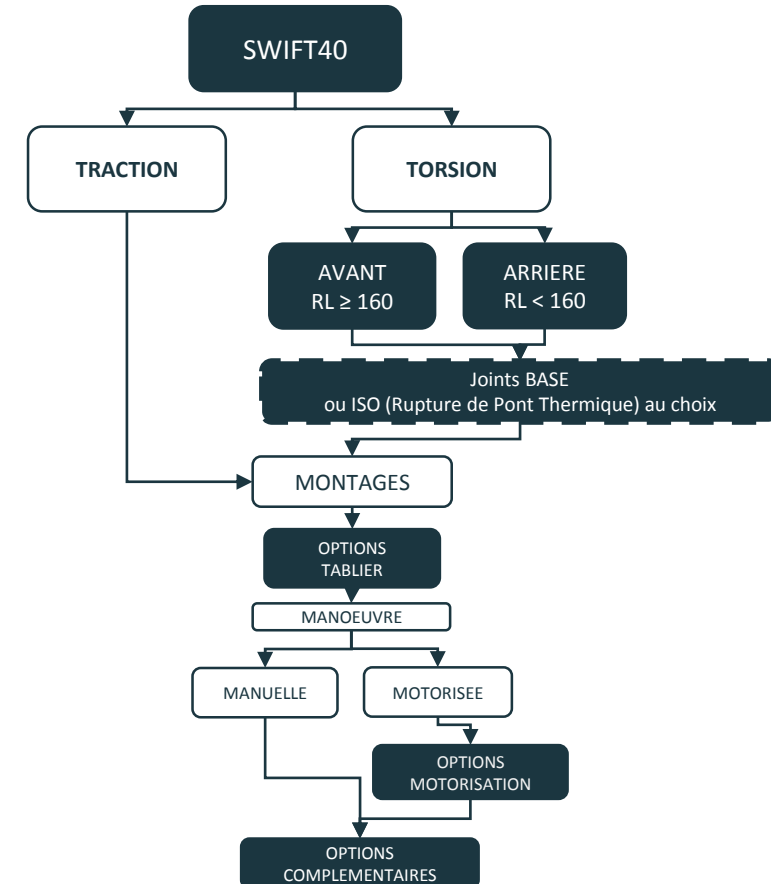 SWIFT40
TRACTION
TORSION
AVANT
RL ≥ 160
ARRIERE
RL < 160
Joints BASE
ou ISO (Rupture de Pont Thermique) au choix
MONTAGES
OPTIONS
TABLIER
MANOEUVRE
MANUELLE
MOTORISEE
OPTIONS
MOTORISATION
OPTIONS
COMPLEMENTAIRES